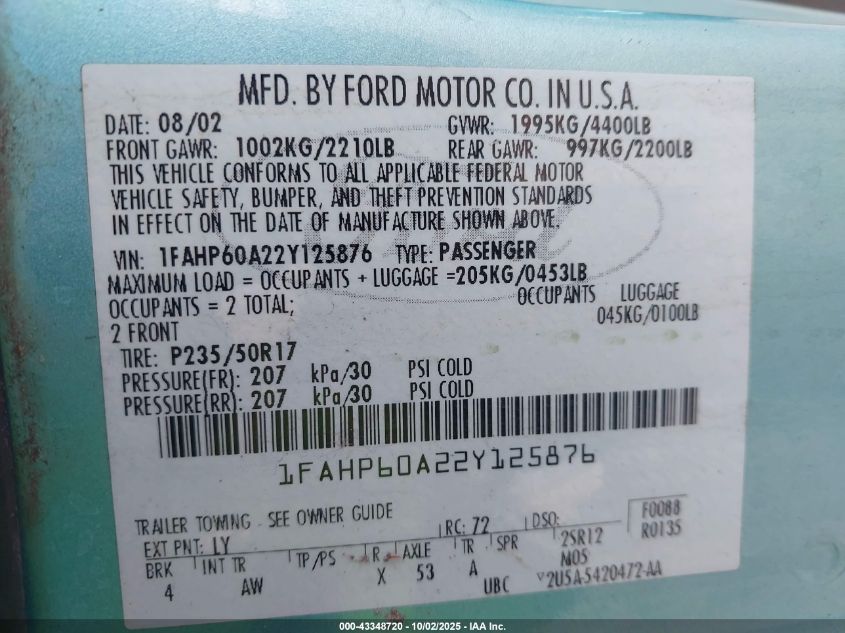 MFD. BY FORD MOTOR CO. IN U.S.A.
DATE: 08/02 GVWR: 1995KG/4400LB
FRONT GAWR: 1002KG/2210LB REAR GAWR: 997KG/2200LB
THIS VEHICLE CONFORMS TO ALL APPLICABLE FEDERAL MOTOR
VEHICLE SAFETY, BUMPER, AND THEFT PREVENTION STANDARDS
IN EFFECT ON THE DATE OF MANUFACTURE SHOWN ABOVE.
VIN: 1FAHP60A22Y125876 TYPE: PASSENGER
MAXIMUM LOAD = OCCUPANTS + LUGGAGE =205KG/0453LB
OCCUPANTS = 2 TOTAL; OCCUPANTS LUGGAGE
2 FRONT 045KG/0100LB
TIRE: P235/50R17
PRESSURE(FR): 207 kPa/30 PSI COLD
PRESSURE(RR): 207 kPa/30 PSI COLD
1FAHP60A22Y125876
TRAILER TOWING - SEE OWNER GUIDE F0088
EXT PNT: LY RC: 72 DSO: R0135
BRK INT TR TP/PS R AXLE TR SPR 2SR12
4 AW X 53 A M05
UBC V2U5A-5420472-AA
000-43348720 - 10/02/2025 - IAA Inc.